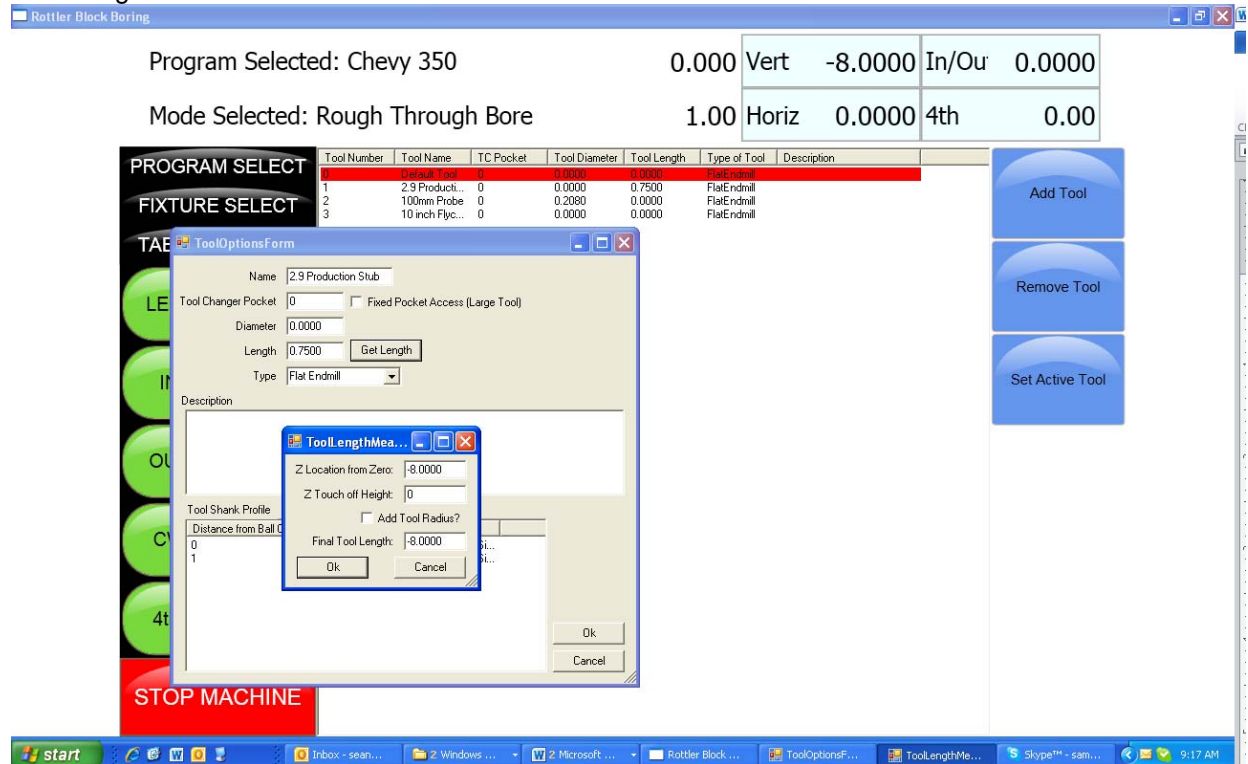 Rottler Block Boring
Program Selected: Chevy 350
0.000 Vert -8.0000 In/Our 0.0000
Mode Selected: Rough Through Bore
1.00 Horiz 0.0000 4th 0.00
PROGRAM SELECT
FIXTURE SELECT
TAB
LE
IN
OU
CW
4t
STOP MACHINE
Tool Number Tool Name TC Pocket Tool Diameter Tool Length Type of Tool Description
0 Default Tool 0 0.0000 0.0000 FlatEndmill
1 2.9 Producti... 0 0.0000 0.7500 FlatEndmill
2 100mm Probe 0 0.2080 0.0000 FlatEndmill
3 10 inch Flyc... 0 0.0000 0.0000 FlatEndmill
Add Tool
Remove Tool
Set Active Tool
ToolOptionsForm
Name 2.9 Production Stub
Tool Changer Pocket 0 Fixed Pocket Access (Large Tool)
Diameter 0.0000
Length 0.7500 Get Length
Type Flat Endmill
Description
Tool Shank Profile
Distance from Ball C
0 Si...
1 Si...
Ok
Cancel
ToolLengthMea...
Z Location from Zero: -8.0000
Z Touch off Height: 0
Add Tool Radius?
Final Tool Length: -8.0000
Ok Cancel
start Inbox - sean... 2 Windows ... 2 Microsoft ... Rottler Block ... ToolOptionsF... ToolLengthMe... Skype™ - sam... 9:17 AM